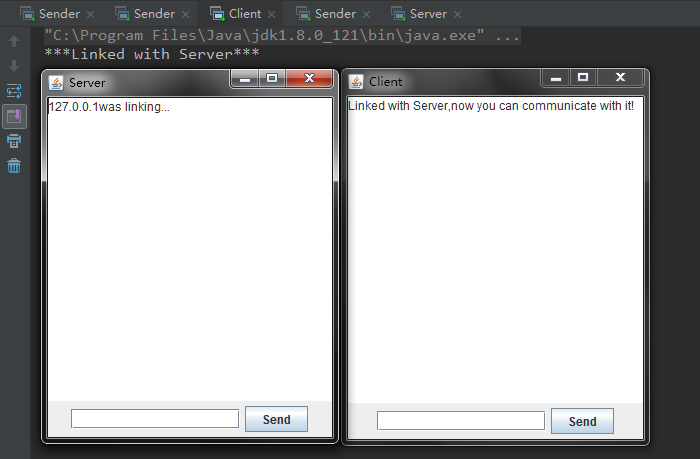 Sender Sender Client Sender Server
"C:\Program Files\Java\jdk1.8.0_121\bin\java.exe" ...
***Linked with Server***
Server
127.0.0.1was linking...
Send
Client
Linked with Server,now you can communicate with it!
Send